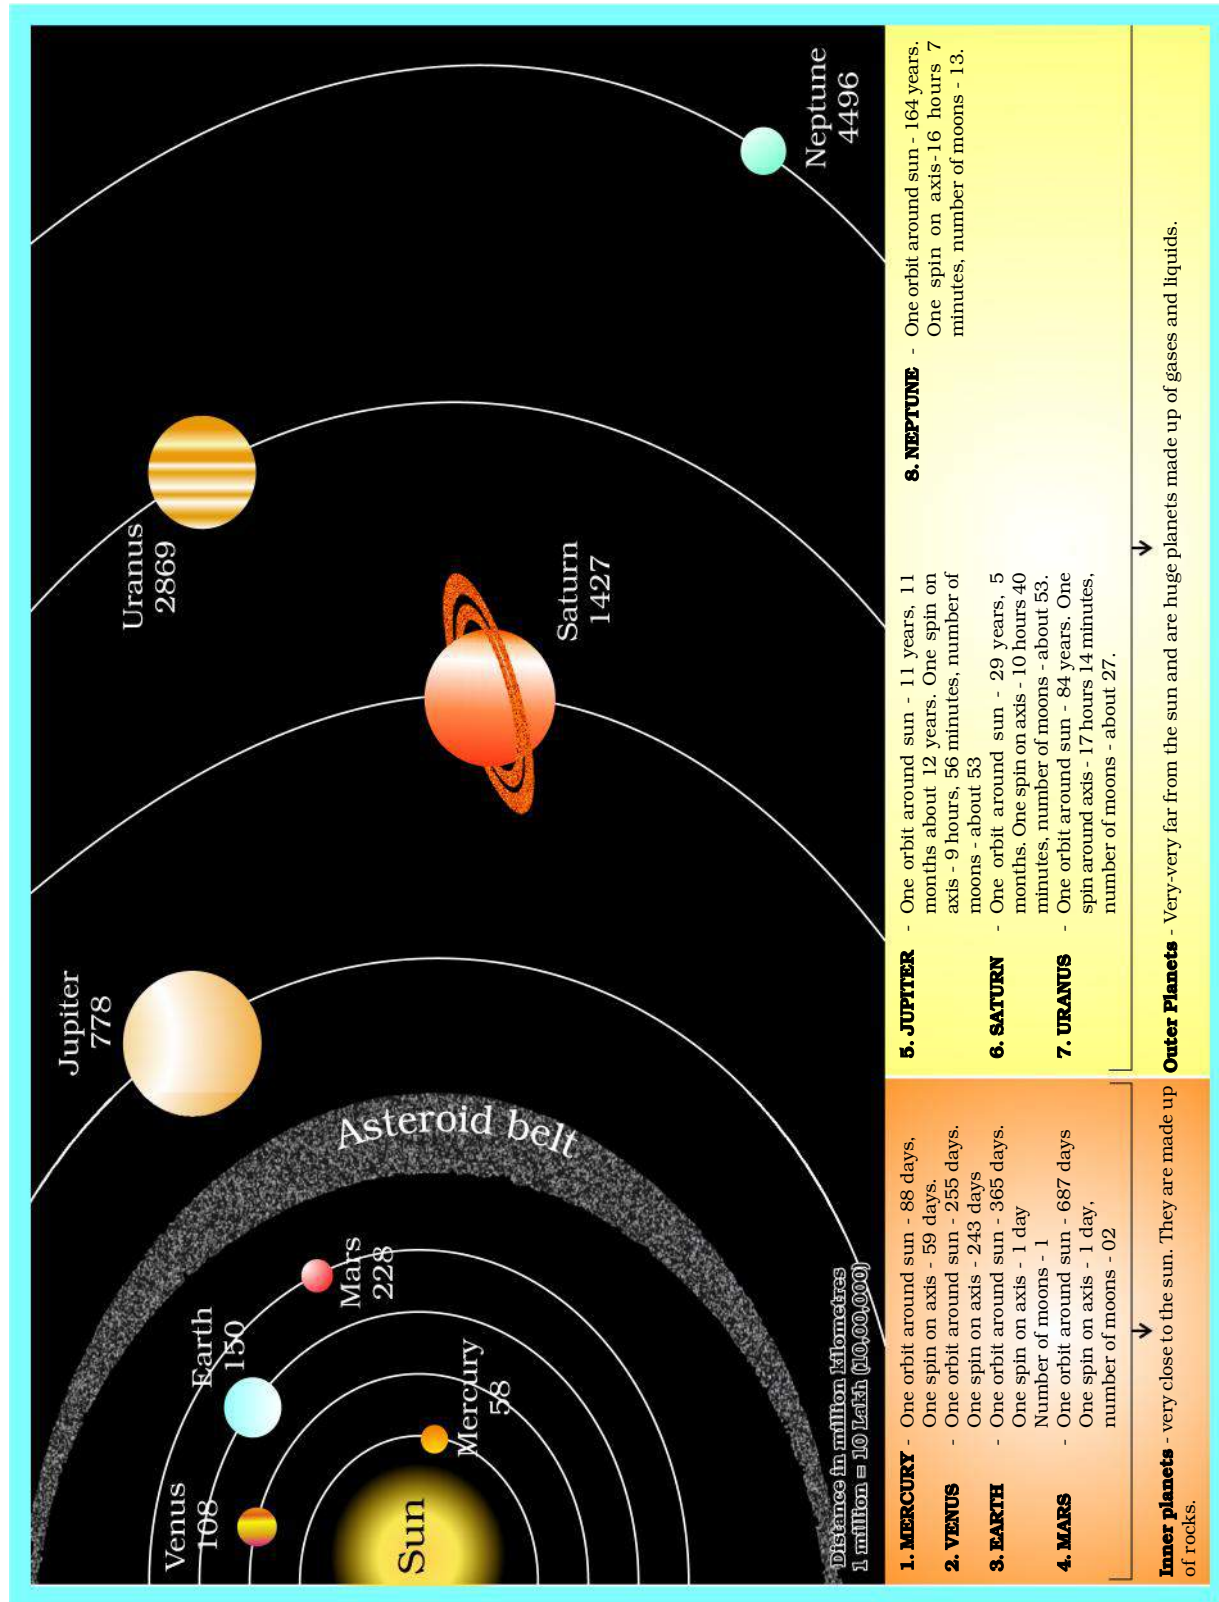 Sun
Mercury
58
Venus
108
Earth
150
Mars
228
Asteroid belt
Jupiter
778
Saturn
1427
Uranus
2869
Neptune
4496
Distance in million kilometres
1 million = 10 Lakh (10,00,000)
1. MERCURY - One orbit around sun - 88 days,
One spin on axis - 59 days.
2. VENUS - One orbit around sun - 255 days.
One spin on axis - 243 days
3. EARTH - One orbit around sun - 365 days.
One spin on axis - 1 day
Number of moons - 1
4. MARS - One orbit around sun - 687 days
One spin on axis - 1 day,
number of moons - 02
Inner planets - very close to the sun. They are made up
of rocks.
5. JUPITER - One orbit around sun - 11 years, 11
months about 12 years. One spin on
axis - 9 hours, 56 minutes, number of
moons - about 53
6. SATURN - One orbit around sun - 29 years, 5
months. One spin on axis - 10 hours 40
minutes, number of moons - about 53.
7. URANUS - One orbit around sun - 84 years. One
spin around axis - 17 hours 14 minutes,
number of moons - about 27.
8. NEPTUNE - One orbit around sun - 164 years.
One spin on axis-16 hours 7
minutes, number of moons - 13.
Outer Planets - Very-very far from the sun and are huge planets made up of gases and liquids.